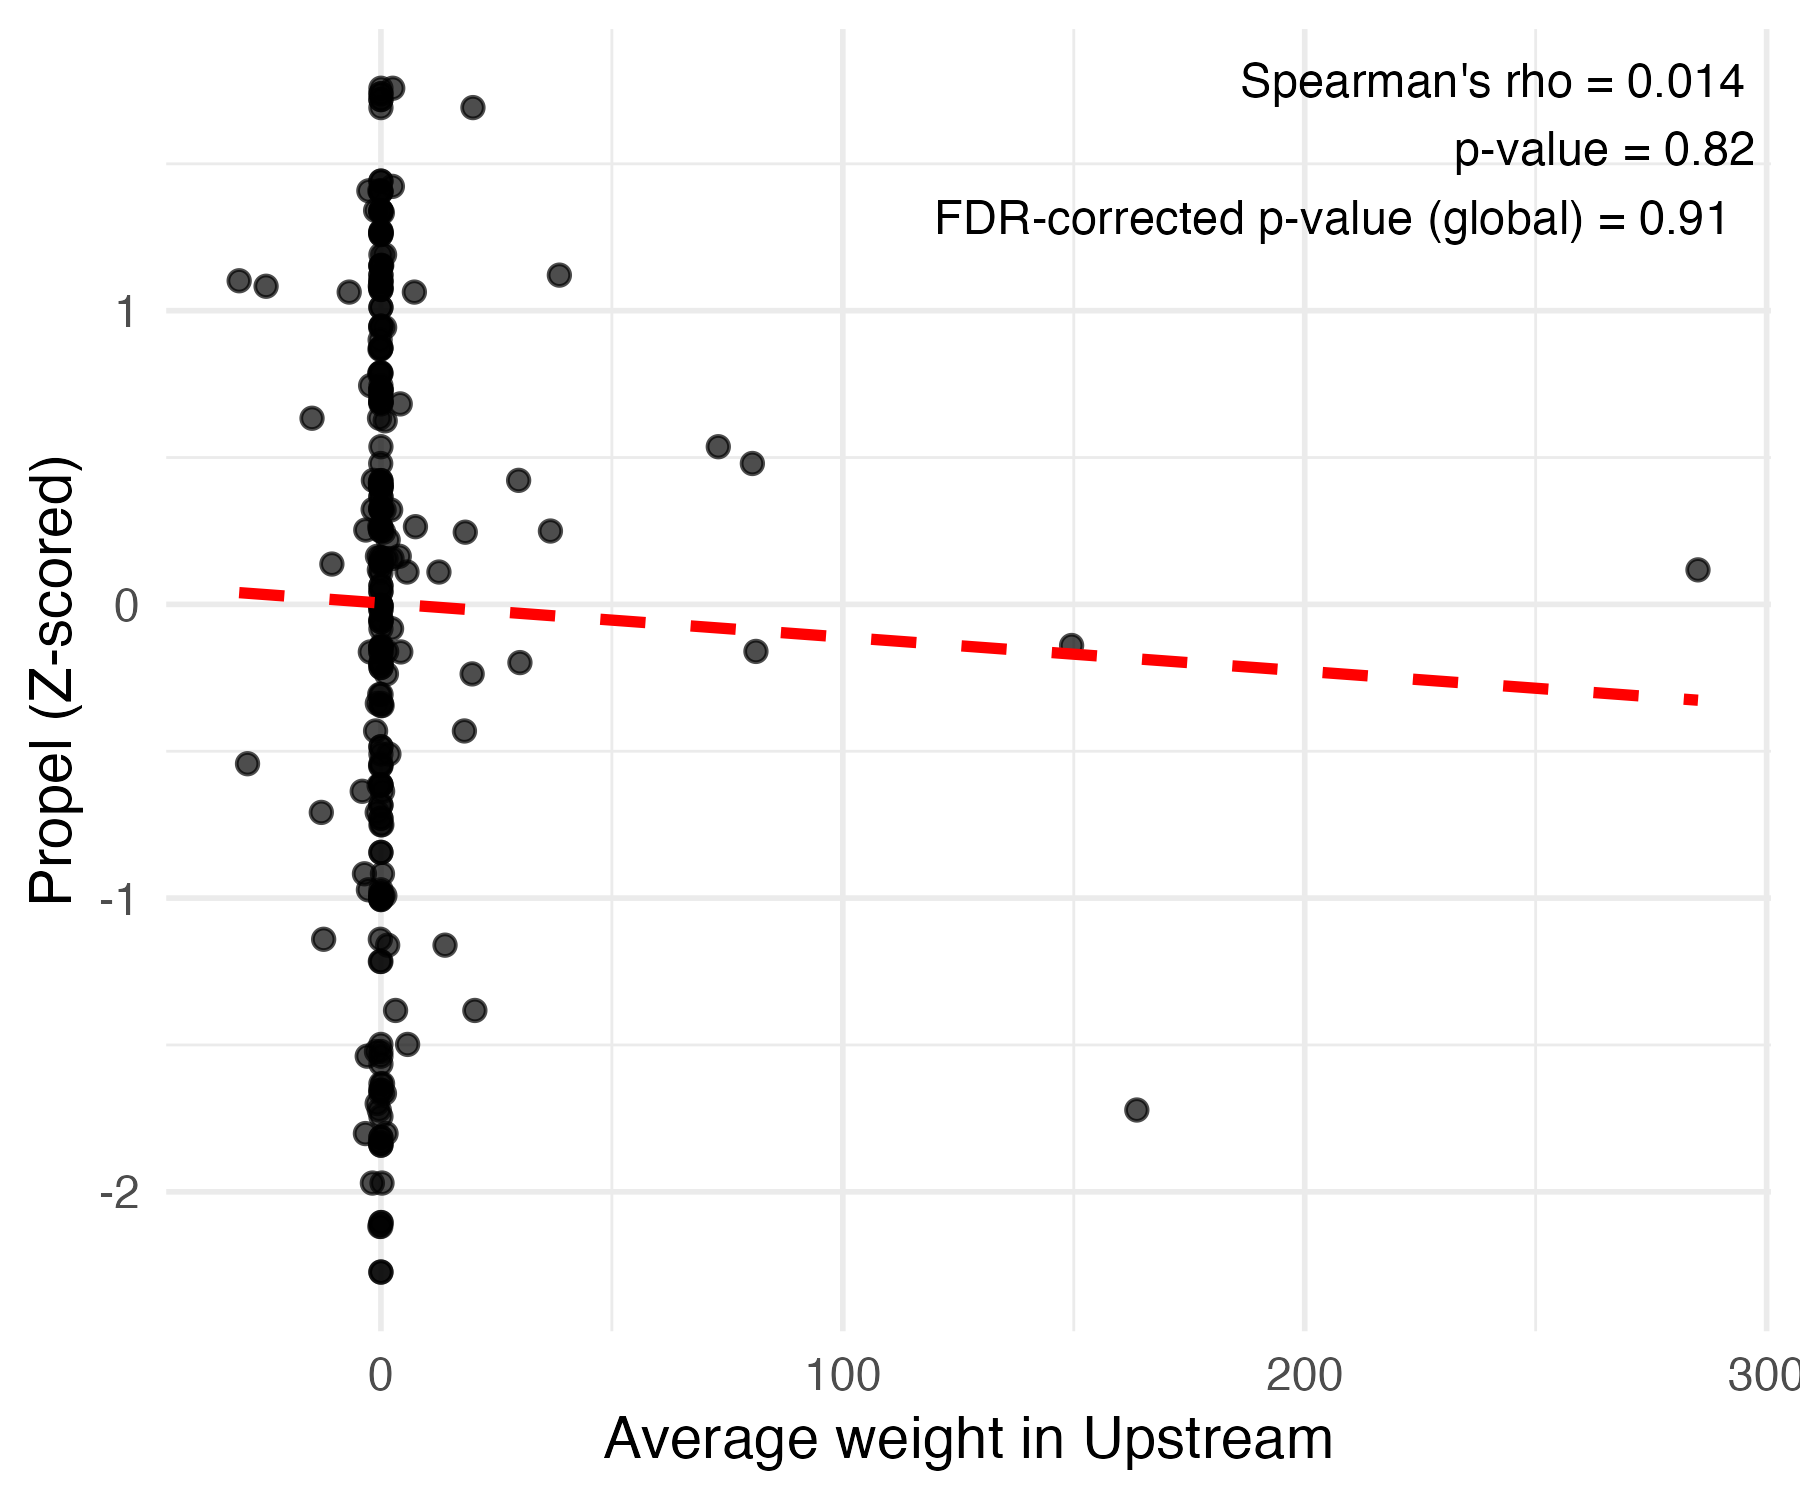 Spearman's rho = 0.014
p-value = 0.82
FDR-corrected p-value (global) = 0.91
Propel (Z-scored)
1
0
-1
-2
0
100
200
300
Average weight in Upstream